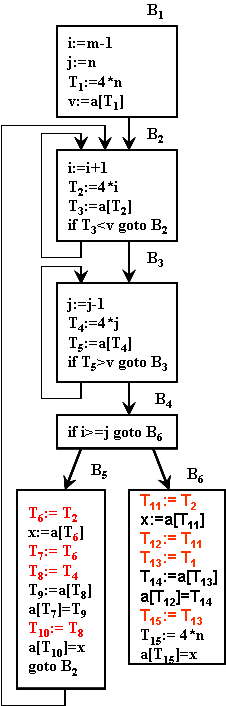 B₁
i:=m-1
j:=n
T₁:=4*n
v:=a[T₁]
B₂
i:=i+1
T₂:=4*i
T₃:=a[T₂]
if T₃<v goto B₂
B₃
j:=j-1
T₄:=4*j
T₅:=a[T₄]
if T₅>v goto B₃
B₄
if i>=j goto B₆
B₅
T₆:= T₂
x:=a[T₆]
T₇:= T₆
T₈:= T₄
T₉:=a[T₈]
a[T₇]=T₉
T₁₀:= T₈
a[T₁₀]=x
goto B₂
B₆
T₁₁:= T₂
x:=a[T₁₁]
T₁₂:= T₁₁
T₁₃:= T₁
T₁₄:=a[T₁₃]
a[T₁₂]=T₁₄
T₁₅:= T₁₃
T₁₅:= 4*n
a[T₁₅]=x